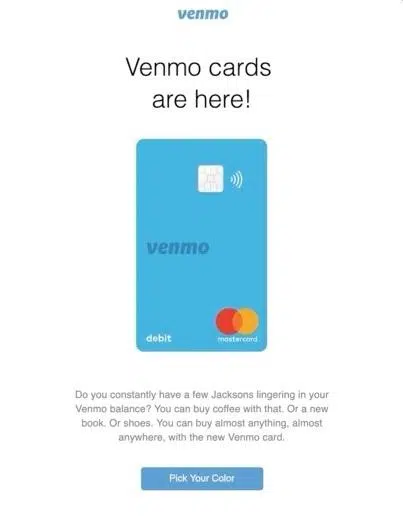 venmo
Venmo cards
are here!
venmo
debit
mastercard
Do you constantly have a few Jacksons lingering in your
Venmo balance? You can buy coffee with that. Or a new
book. Or shoes. You can buy almost anything, almost
anywhere, with the new Venmo card.
Pick Your Color